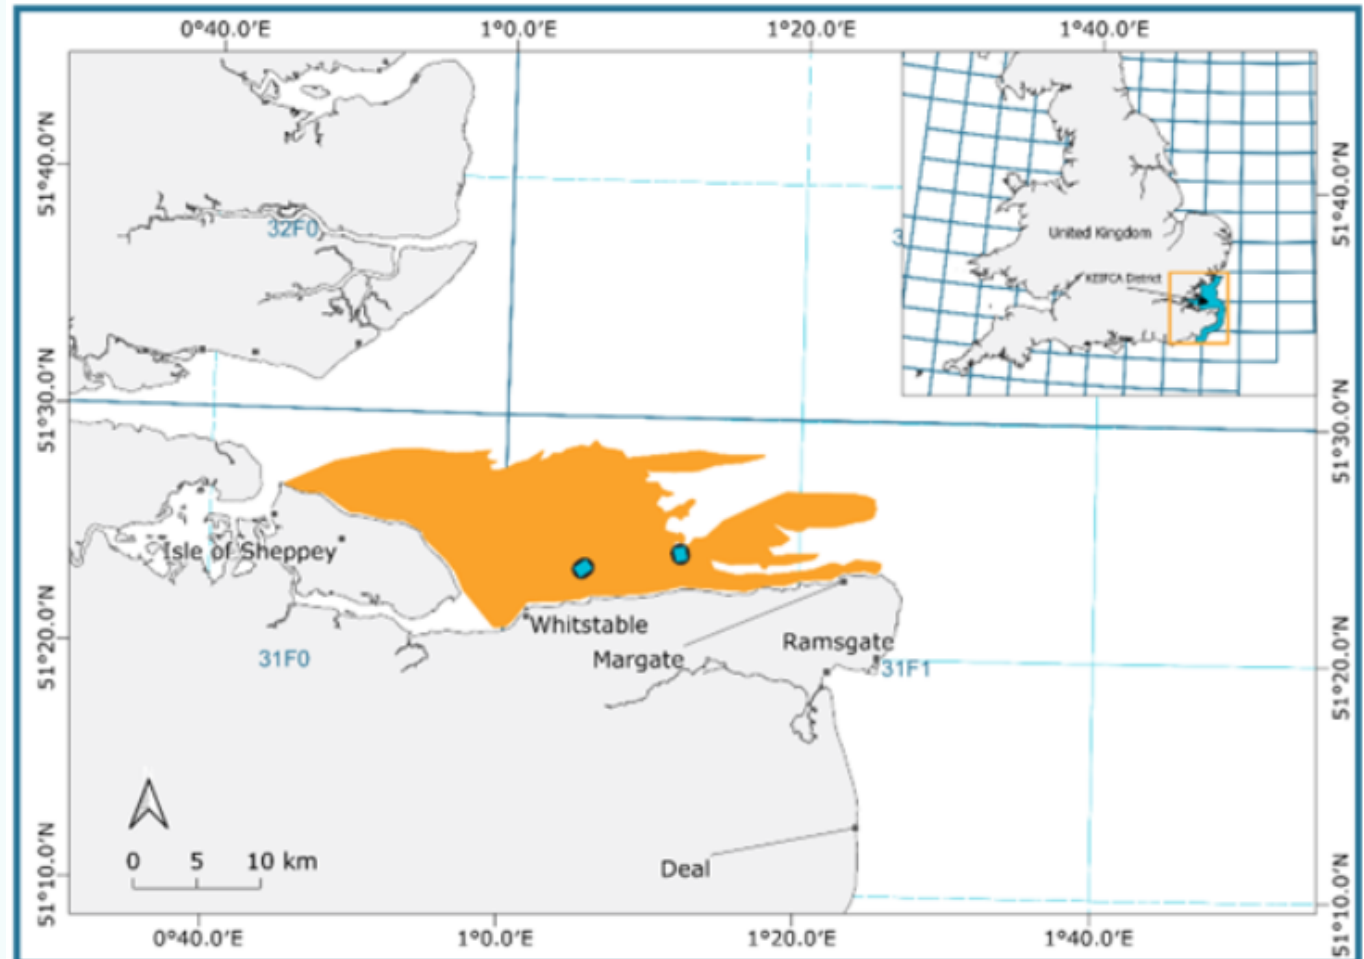 0°40.0'E 1°0.0'E 1°20.0'E 1°40.0'E
51°40.0'N
51°30.0'N
51°20.0'N
51°10.0'N
51°40.0'N
51°30.0'N
51°20.0'N
51°10.0'N
32F0
3
United Kingdom
KEIFCA District
Isle of Sheppey
Whitstable
Margate
Ramsgate
31F0
31F1
Deal
0 5 10 km
0°40.0'E 1°0.0'E 1°20.0'E 1°40.0'E